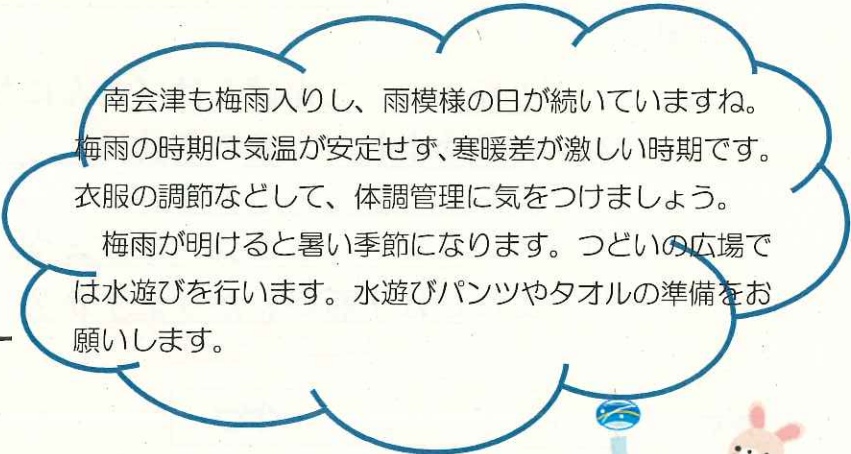 南会津も梅雨入りし、雨模様の日が続いていますね。
梅雨の時期は気温が安定せず、寒暖差が激しい時期です。
衣服の調節などして、体調管理に気をつけましょう。
梅雨が明けると暑い季節になります。つどいの広場で
は水遊びを行います。水遊びパンツやタオルの準備をお
願いします。